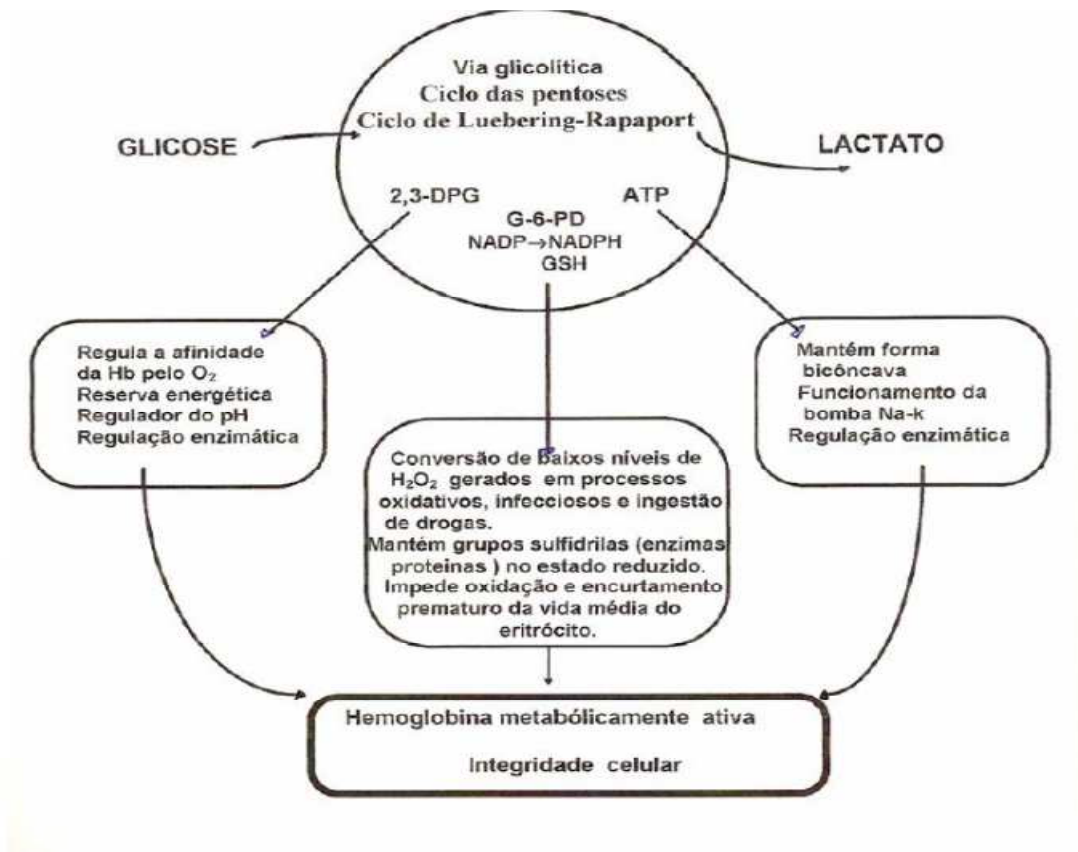 Via glicolítica
Ciclo das pentoses
Ciclo de Luebering-Rapaport
GLICOSE
LACTATO
2,3-DPG
ATP
G-6-PD
NADP→NADPH
GSH
Regula a afinidade
da Hb pelo O₂
Reserva energética
Regulador do pH
Regulação enzimática
Conversão de baixos níveis de
H₂O₂ gerados em processos
oxidativos, infecciosos e ingestão
de drogas.
Mantém grupos sulfidrilas (enzimas
proteinas ) no estado reduzido.
Impede oxidação e encurtamento
prematuro da vida média do
eritrócito.
Mantém forma
bicôncava
Funcionamento da
bomba Na-k
Regulação enzimática
Hemoglobina metabólicamente ativa
Integridade celular